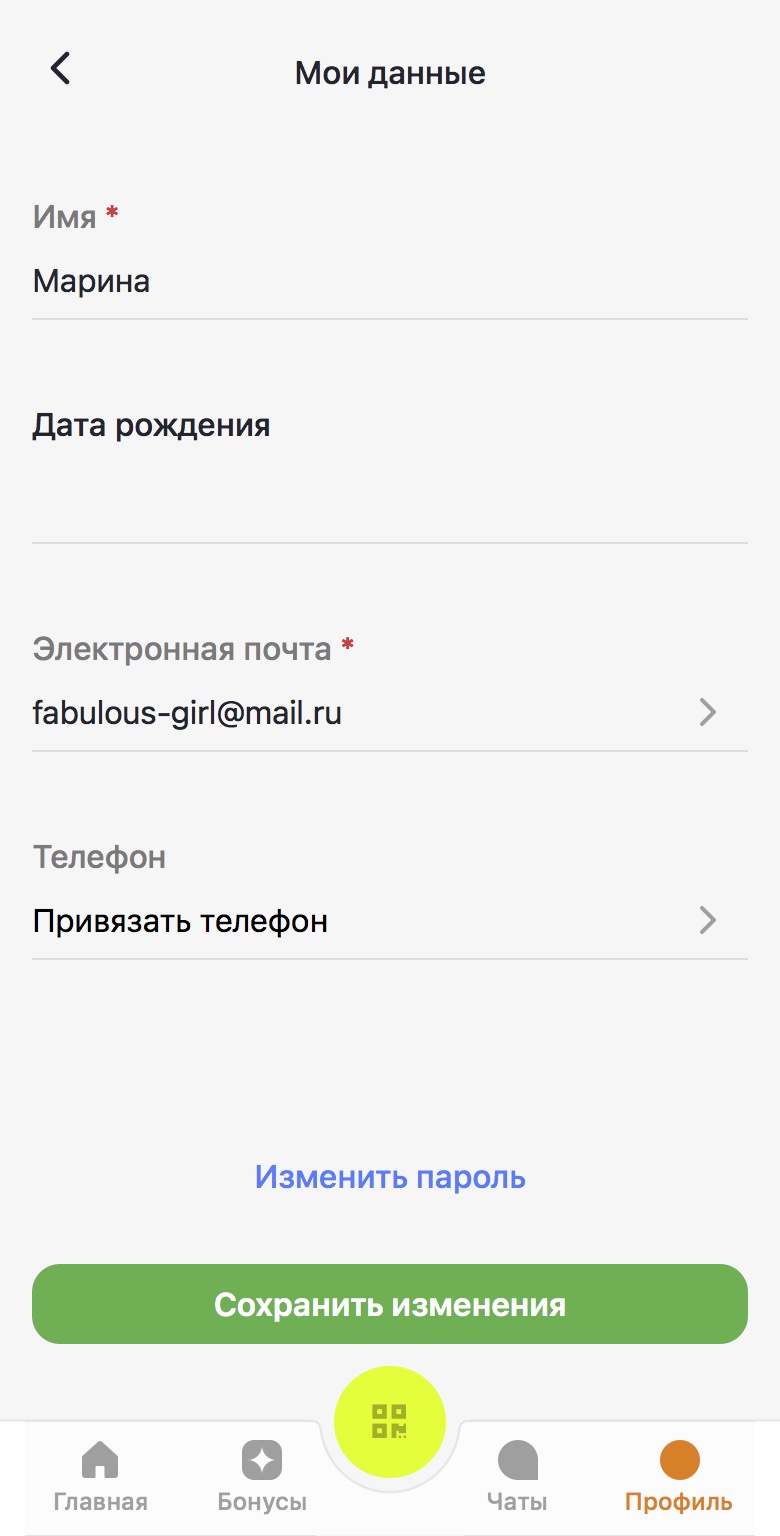 Мои данные
Имя *
Марина
Дата рождения
Электронная почта *
fabulous-girl@mail.ru
Телефон
Привязать телефон
Изменить пароль
Сохранить изменения
Главная
Бонусы
Чаты
Профиль